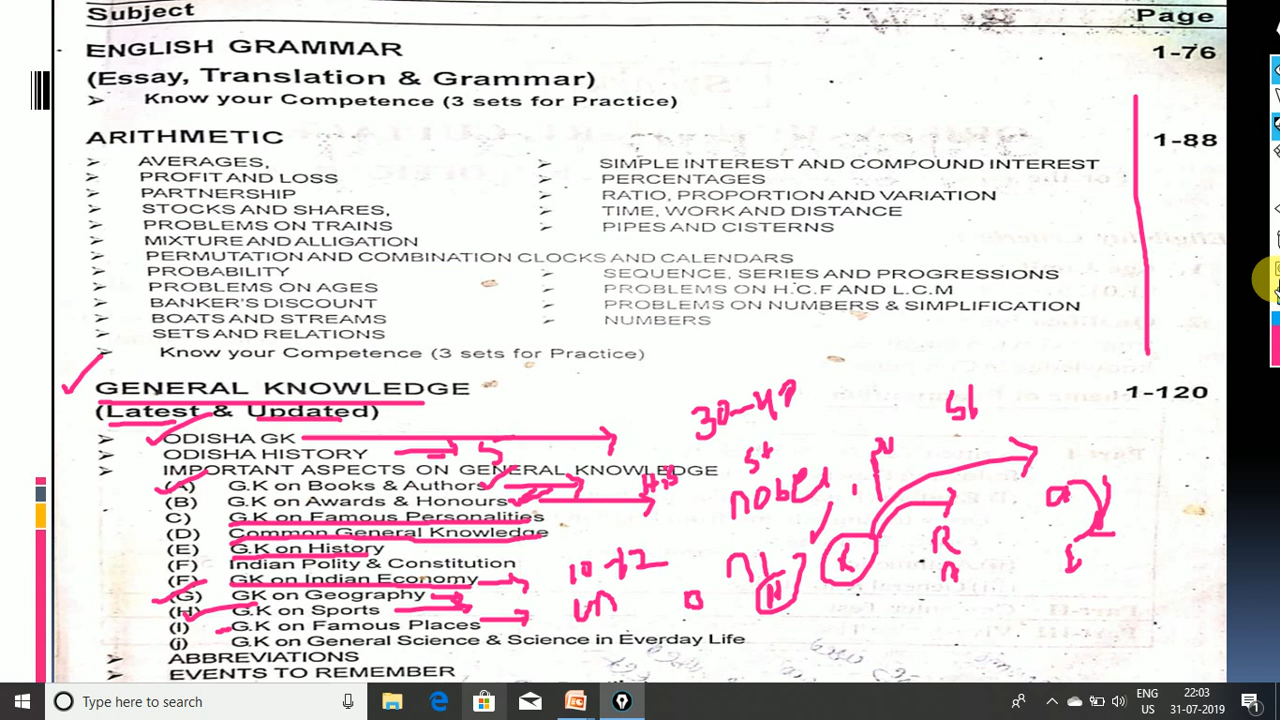 Subject Page
ENGLISH GRAMMAR 1-76
(Essay, Translation & Grammar)
➢ Know your Competence (3 sets for Practice)
ARITHMETIC 1-88
➢ AVERAGES, ➢ SIMPLE INTEREST AND COMPOUND INTEREST
➢ PROFIT AND LOSS ➢ PERCENTAGES
➢ PARTNERSHIP ➢ RATIO, PROPORTION AND VARIATION
➢ STOCKS AND SHARES, ➢ TIME, WORK AND DISTANCE
➢ PROBLEMS ON TRAINS ➢ PIPES AND CISTERNS
➢ MIXTURE AND ALLIGATION
➢ PERMUTATION AND COMBINATION CLOCKS AND CALENDARS
➢ PROBABILITY ➢ SEQUENCE, SERIES AND PROGRESSIONS
➢ PROBLEMS ON AGES ➢ PROBLEMS ON H.C.F AND L.C.M
➢ BANKER'S DISCOUNT ➢ PROBLEMS ON NUMBERS & SIMPLIFICATION
➢ BOATS AND STREAMS ➢ NUMBERS
➢ SETS AND RELATIONS
➢ Know your Competence (3 sets for Practice)
GENERAL KNOWLEDGE 1-120
(Latest & Updated)
30-40
➢ ODISHA GK
➢ ODISHA HISTORY
➢ IMPORTANT ASPECTS ON GENERAL KNOWLEDGE
(A) G.K on Books & Authors
(B) G.K on Awards & Honours
nobel
C) G.K on Famous Personalities
(D) Common General Knowledge
(E) G.K on History
(F) Indian Polity & Constitution
10-12
(F) GK on Indian Economy
(G) GK on Geography
(H) G.K on Sports
(I) G.K on Famous Places
(j) G.K on General Science & Science in Everday Life
➢ ABBREVIATIONS
➢ EVENTS TO REMEMBER
Type here to search
ENG 22:03
US 31-07-2019